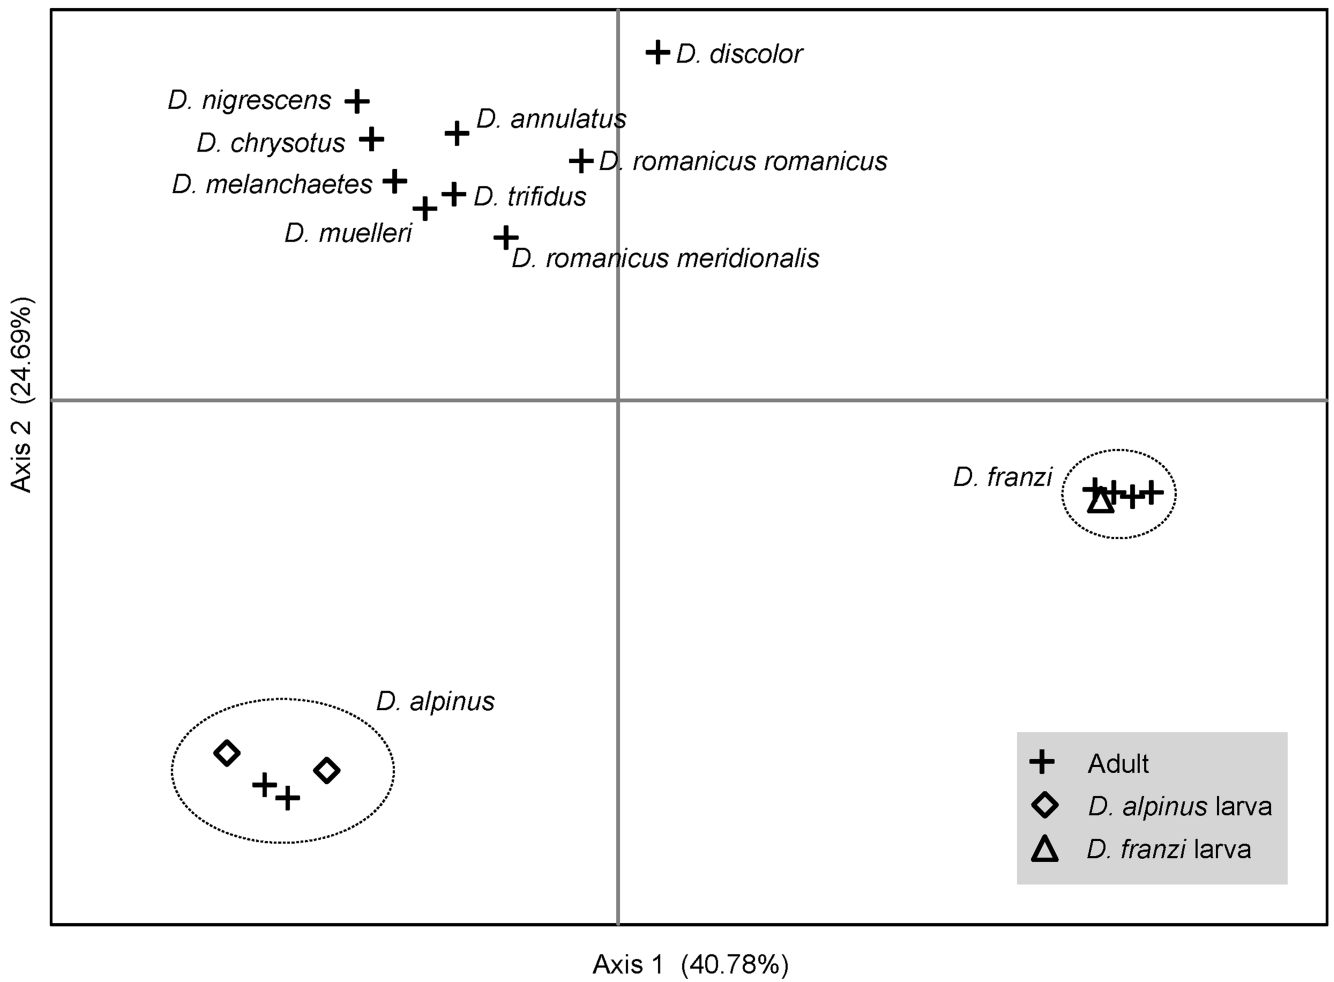 D. discolor
D. nigrescens
D. annulatus
D. chrysotus
D. romanicus romanicus
D. melanchaetes
D. trifidus
D. muelleri
D. romanicus meridionalis
Axis 2 (24.69%)
D. franzi
D. alpinus
Adult
D. alpinus larva
D. franzi larva
Axis 1 (40.78%)